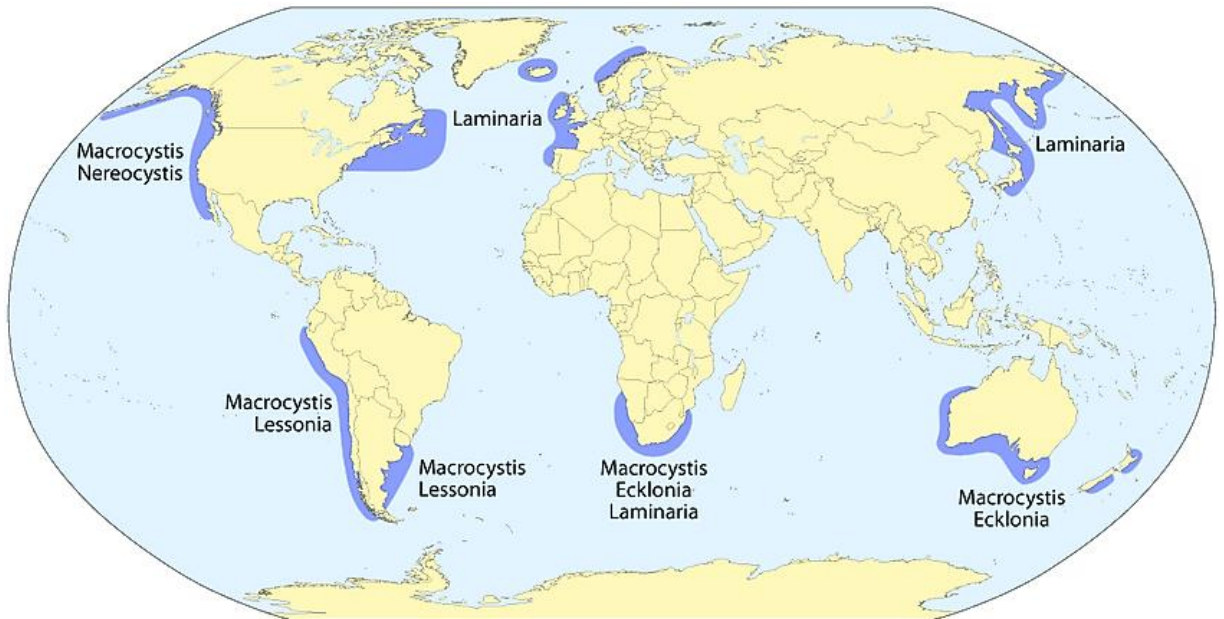 Laminaria
Macrocystis
Nereocystis
Laminaria
Macrocystis
Lessonia
Macrocystis
Lessonia
Macrocystis
Ecklonia
Laminaria
Macrocystis
Ecklonia